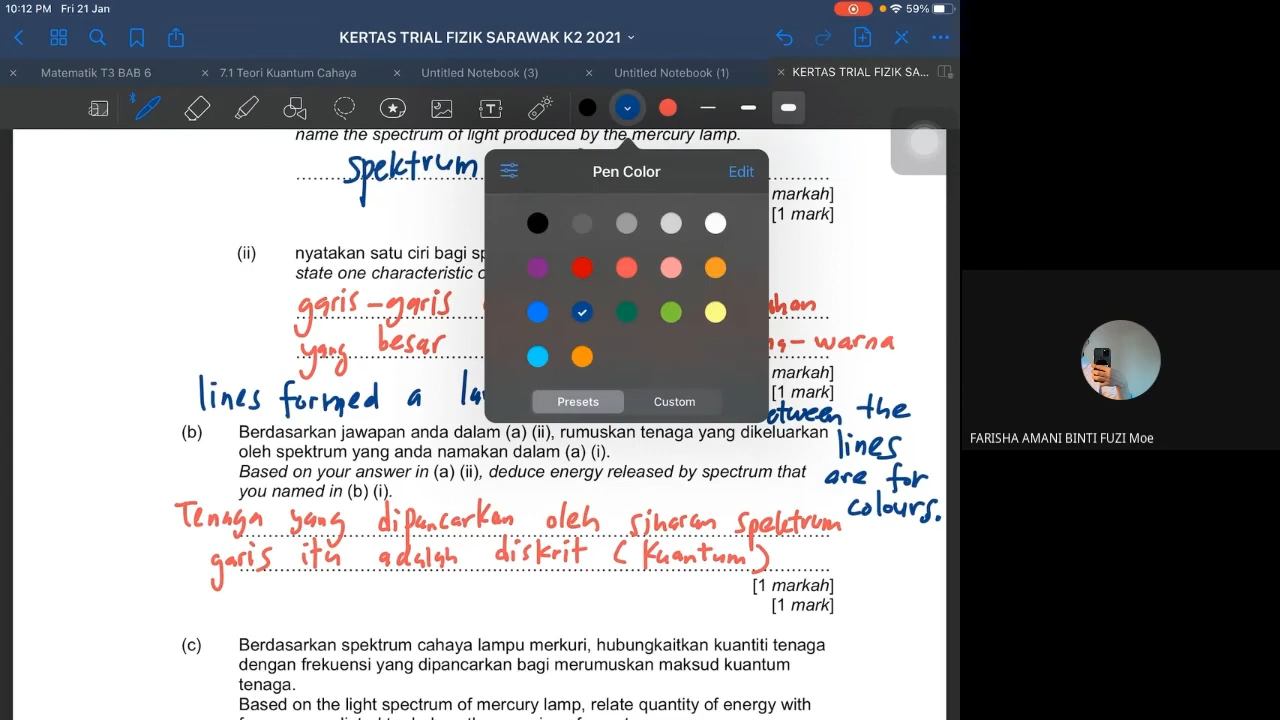 10:12 PM Fri 21 Jan
59%
KERTAS TRIAL FIZIK SARAWAK K2 2021
Matematik T3 BAB 6
7.1 Teori Kuantum Cahaya
Untitled Notebook (3)
Untitled Notebook (1)
KERTAS TRIAL FIZIK SA...
name the spectrum of light produced by the mercury lamp.
spektrum
markah]
[1 mark]
Pen Color
Edit
Presets
Custom
(ii) nyatakan satu ciri bagi
state one characteristic
garis-garis
yang besar
warna
markah]
[1 mark]
lines formed a
between the
lines
are for
colours.
(b) Berdasarkan jawapan anda dalam (a) (ii), rumuskan tenaga yang dikeluarkan
oleh spektrum yang anda namakan dalam (a) (i).
Based on your answer in (a) (ii), deduce energy released by spectrum that
you named in (b) (i).
Tenaga yang dipancarkan oleh sinaran spektrum
garis itu adalah diskrit (kuantum)
[1 markah]
[1 mark]
(c) Berdasarkan spektrum cahaya lampu merkuri, hubungkaitkan kuantiti tenaga
dengan frekuensi yang dipancarkan bagi merumuskan maksud kuantum
tenaga.
Based on the light spectrum of mercury lamp, relate quantity of energy with
FARISHA AMANI BINTI FUZI Moe